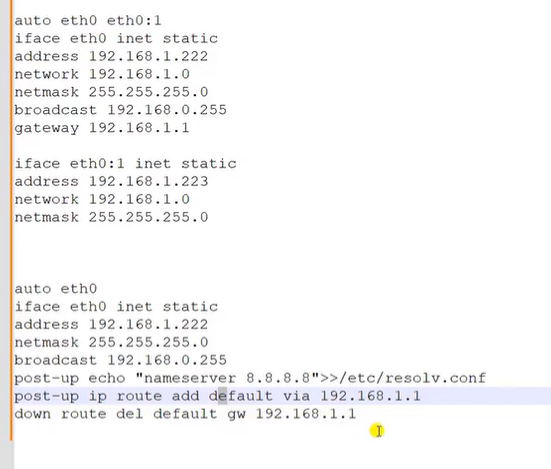 auto eth0 eth0:1
iface eth0 inet static
address 192.168.1.222
network 192.168.1.0
netmask 255.255.255.0
broadcast 192.168.0.255
gateway 192.168.1.1
iface eth0:1 inet static
address 192.168.1.223
network 192.168.1.0
netmask 255.255.255.0
auto eth0
iface eth0 inet static
address 192.168.1.222
netmask 255.255.255.0
broadcast 192.168.0.255
post-up echo "nameserver 8.8.8.8">>/etc/resolv.conf
post-up ip route add default via 192.168.1.1
down route del default gw 192.168.1.1